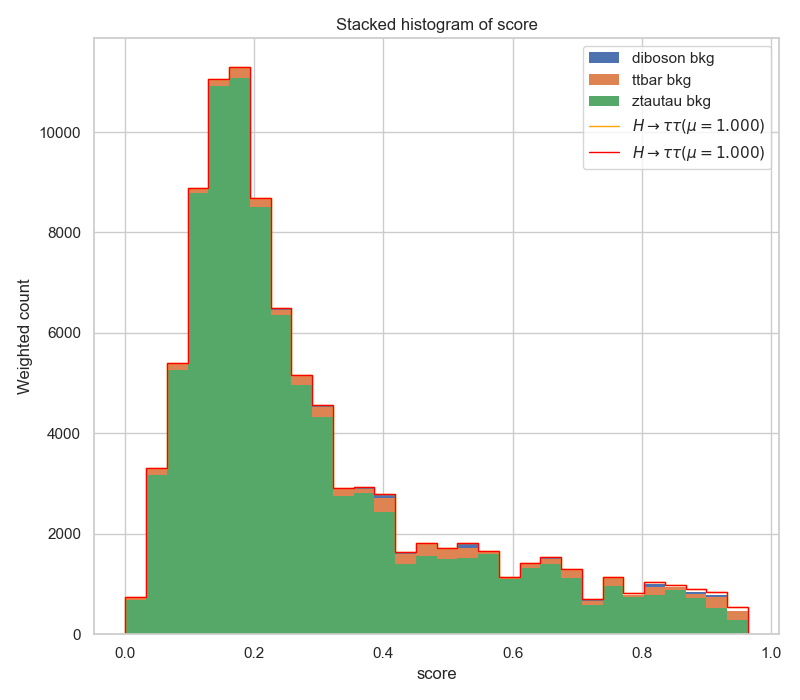 Stacked histogram of score
diboson bkg
ttbar bkg
ztautau bkg
H → ττ(μ = 1.000)
H → ττ(μ = 1.000)
Weighted count
10000
8000
6000
4000
2000
0
0.0 0.2 0.4 0.6 0.8 1.0
score